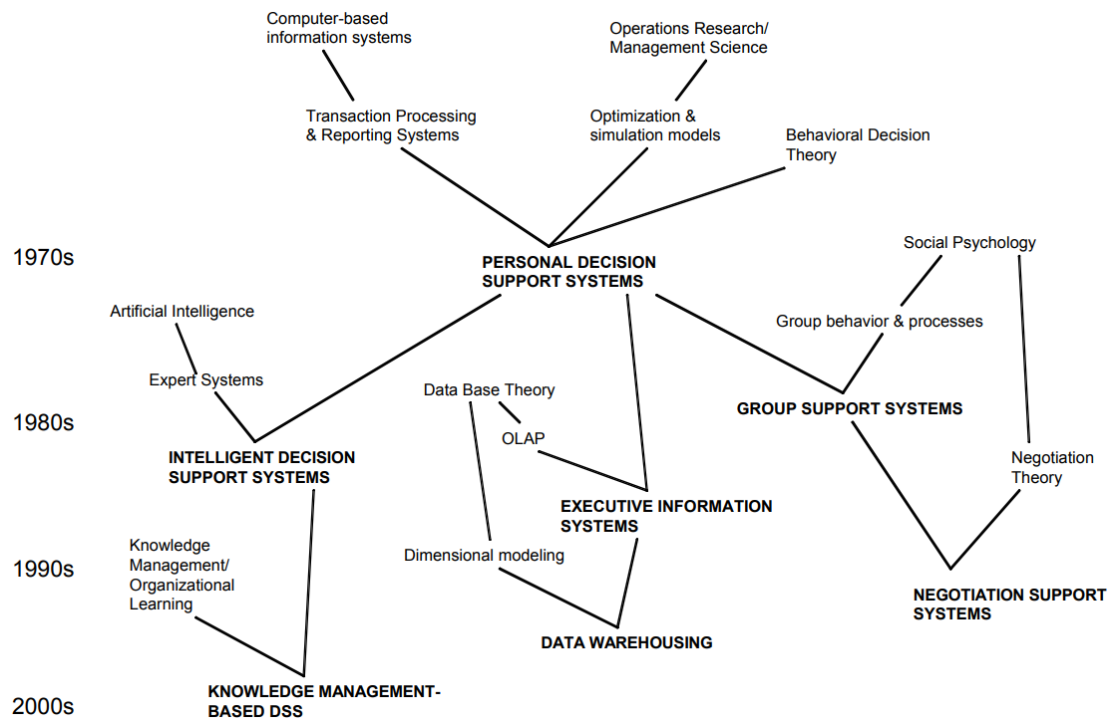 Computer-based
information systems
Operations Research/
Management Science
Transaction Processing
& Reporting Systems
Optimization &
simulation models
Behavioral Decision
Theory
1970s
PERSONAL DECISION
SUPPORT SYSTEMS
Social Psychology
Artificial Intelligence
Group behavior & processes
Expert Systems
Data Base Theory
GROUP SUPPORT SYSTEMS
1980s
OLAP
INTELLIGENT DECISION
SUPPORT SYSTEMS
Negotiation
Theory
EXECUTIVE INFORMATION
SYSTEMS
Knowledge
Management/
Organizational
Learning
Dimensional modeling
1990s
NEGOTIATION SUPPORT
SYSTEMS
DATA WAREHOUSING
KNOWLEDGE MANAGEMENT-
BASED DSS
2000s